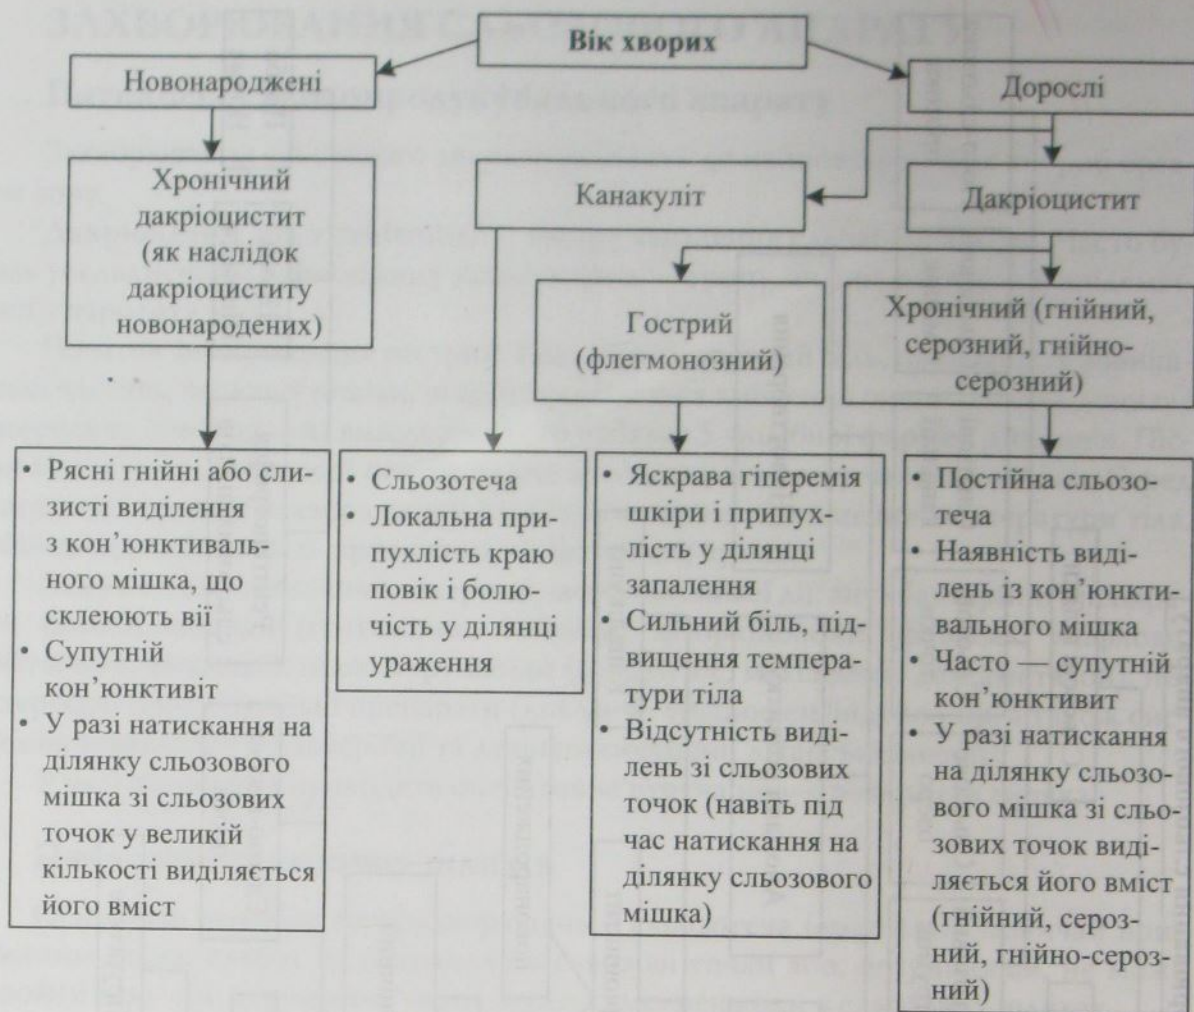 Вік хворих
Новонароджені
Дорослі
Хронічний
дакріоцистит
(як наслідок
дакріоциститу
новонародених)
Канакуліт
Дакріоцистит
Гострий
(флегмонозний)
Хронічний (гнійний,
серозний, гнійно-
серозний)
• Рясні гнійні або сли-
зисті виділення
з кон’юнктиваль-
ного мішка, що
склеюють вії
• Супутній
кон’юнктивіт
• У разі натискання на
ділянку сльозового
мішка зі сльозових
точок у великій
кількості виділяється
його вміст
• Сльозотеча
• Локальна при-
пухлість краю
повік і болю-
чість у ділянці
ураження
• Яскрава гіперемія
шкіри і припух-
лість у ділянці
запалення
• Сильний біль, під-
вищення темпера-
тури тіла
• Відсутність виді-
лень зі сльозових
точок (навіть під
час натискання на
ділянку сльозового
мішка)
• Постійна сльозо-
теча
• Наявність виді-
лень із кон’юнкти-
вального мішка
• Часто — супутній
кон’юнктивит
• У разі натискання
на ділянку сльозо-
вого мішка зі сльо-
зових точок виді-
ляється його вміст
(гнійний, сероз-
ний, гнійно-сероз-
ний)